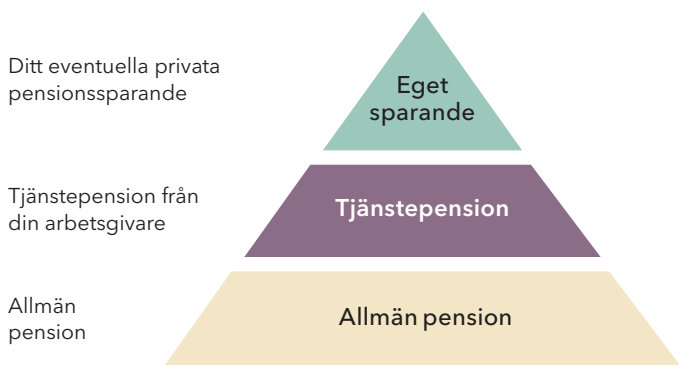 Ditt eventuella privata
pensionssparande
Eget
sparande
Tjänstepension från
din arbetsgivare
Tjänstepension
Allmän
pension
Allmän pension